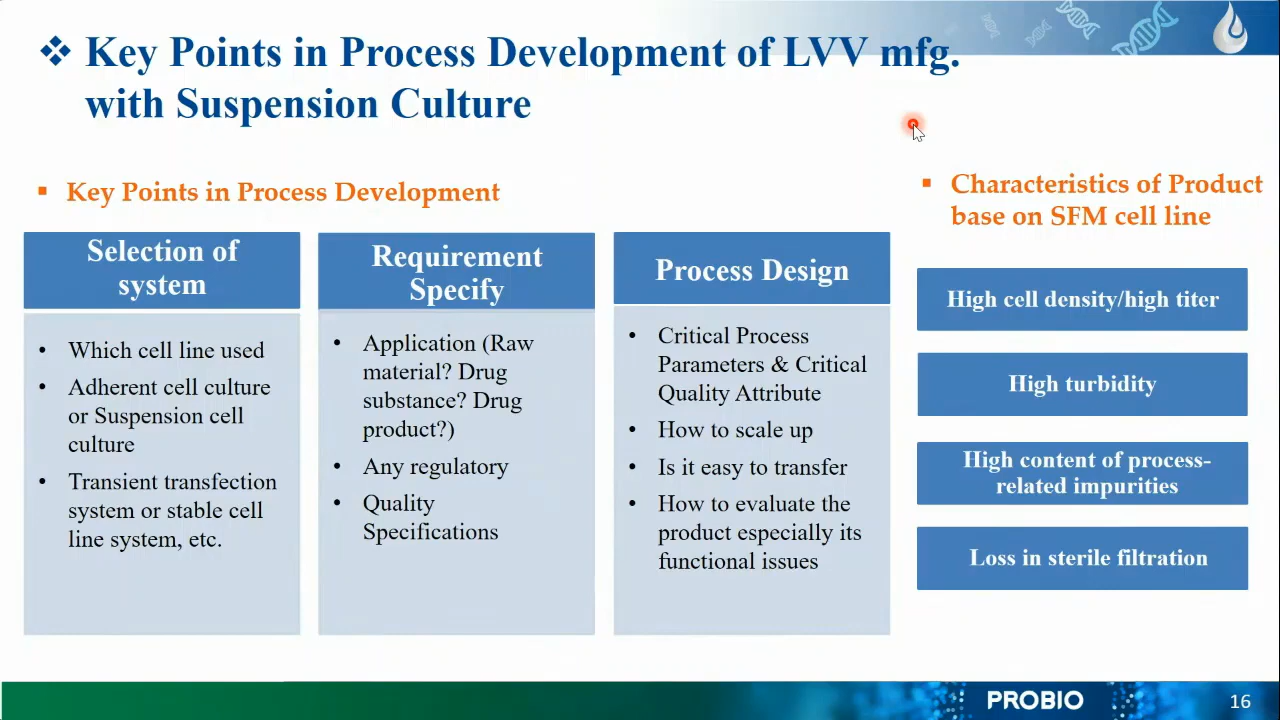 ❖ Key Points in Process Development of LVV mfg.
with Suspension Culture
▪ Key Points in Process Development
Selection of
system
• Which cell line used
• Adherent cell culture
or Suspension cell
culture
• Transient transfection
system or stable cell
line system, etc.
Requirement
Specify
• Application (Raw
material? Drug
substance? Drug
product?)
• Any regulatory
• Quality
Specifications
Process Design
• Critical Process
Parameters & Critical
Quality Attribute
• How to scale up
• Is it easy to transfer
• How to evaluate the
product especially its
functional issues
▪ Characteristics of Product
base on SFM cell line
High cell density/high titer
High turbidity
High content of process-
related impurities
Loss in sterile filtration
PROBIO
16